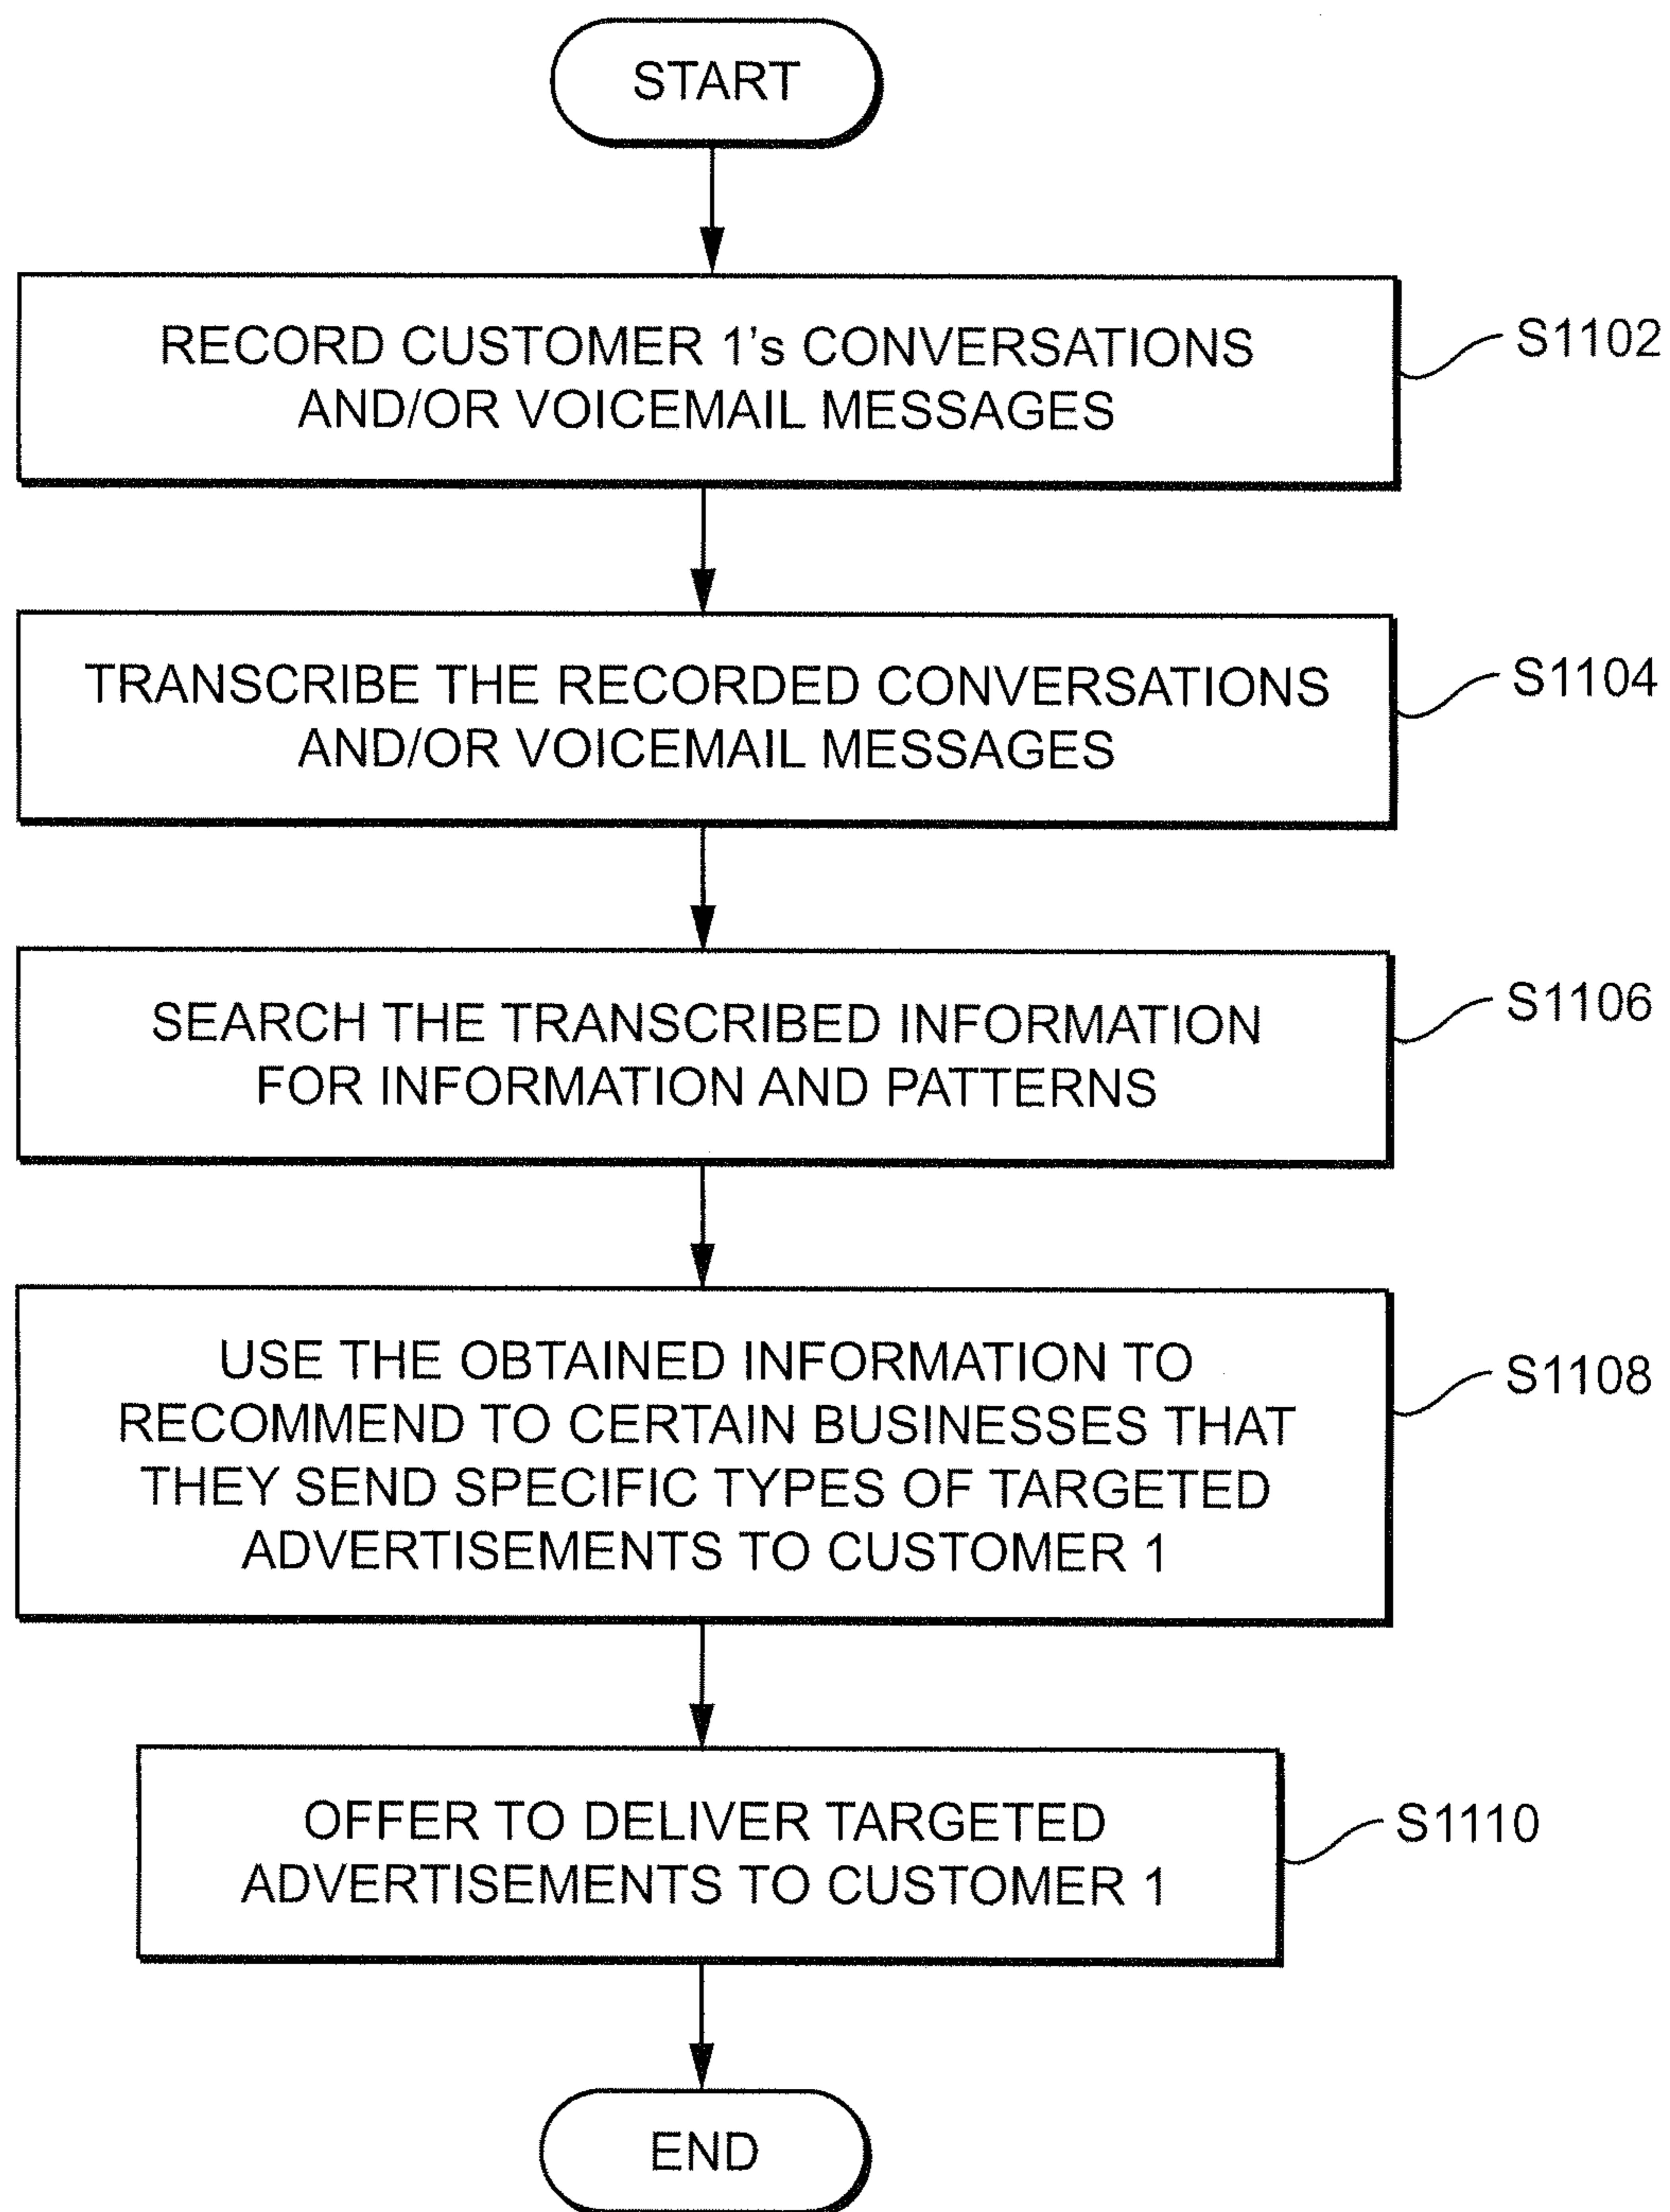 START
RECORD CUSTOMER 1's CONVERSATIONS
AND/OR VOICEMAIL MESSAGES
S1102
TRANSCRIBE THE RECORDED CONVERSATIONS
AND/OR VOICEMAIL MESSAGES
S1104
SEARCH THE TRANSCRIBED INFORMATION
FOR INFORMATION AND PATTERNS
S1106
USE THE OBTAINED INFORMATION TO
RECOMMEND TO CERTAIN BUSINESSES THAT
THEY SEND SPECIFIC TYPES OF TARGETED
ADVERTISEMENTS TO CUSTOMER 1
S1108
OFFER TO DELIVER TARGETED
ADVERTISEMENTS TO CUSTOMER 1
S1110
END